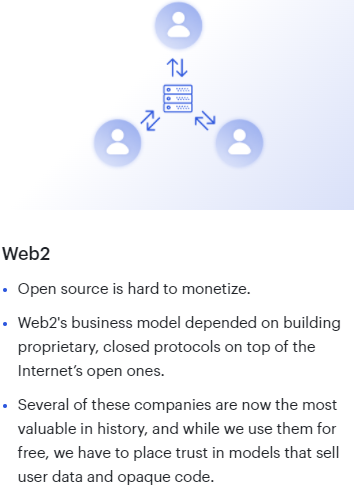 Web2
Open source is hard to monetize.
Web2's business model depended on building
proprietary, closed protocols on top of the
Internet’s open ones.
Several of these companies are now the most
valuable in history, and while we use them for
free, we have to place trust in models that sell
user data and opaque code.